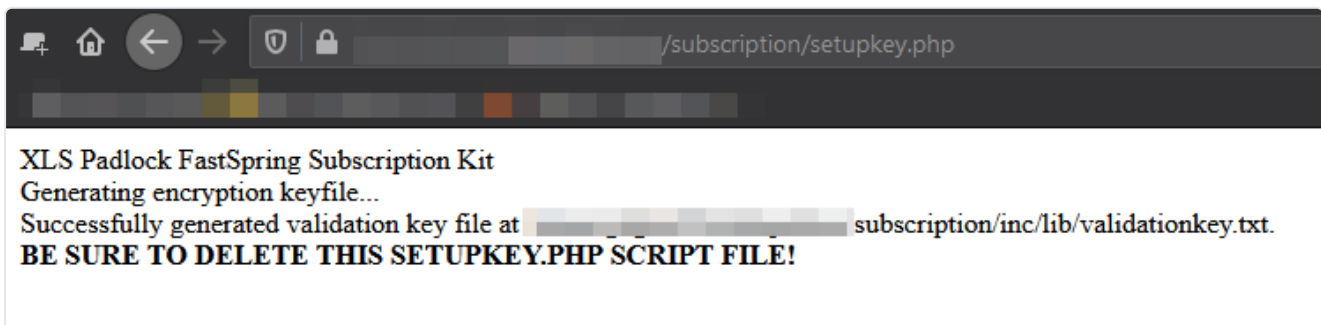 /subscription/setupkey.php
XLS Padlock FastSpring Subscription Kit
Generating encryption keyfile...
Successfully generated validation key file at subscription/inc/lib/validationkey.txt.
BE SURE TO DELETE THIS SETUPKEY.PHP SCRIPT FILE!